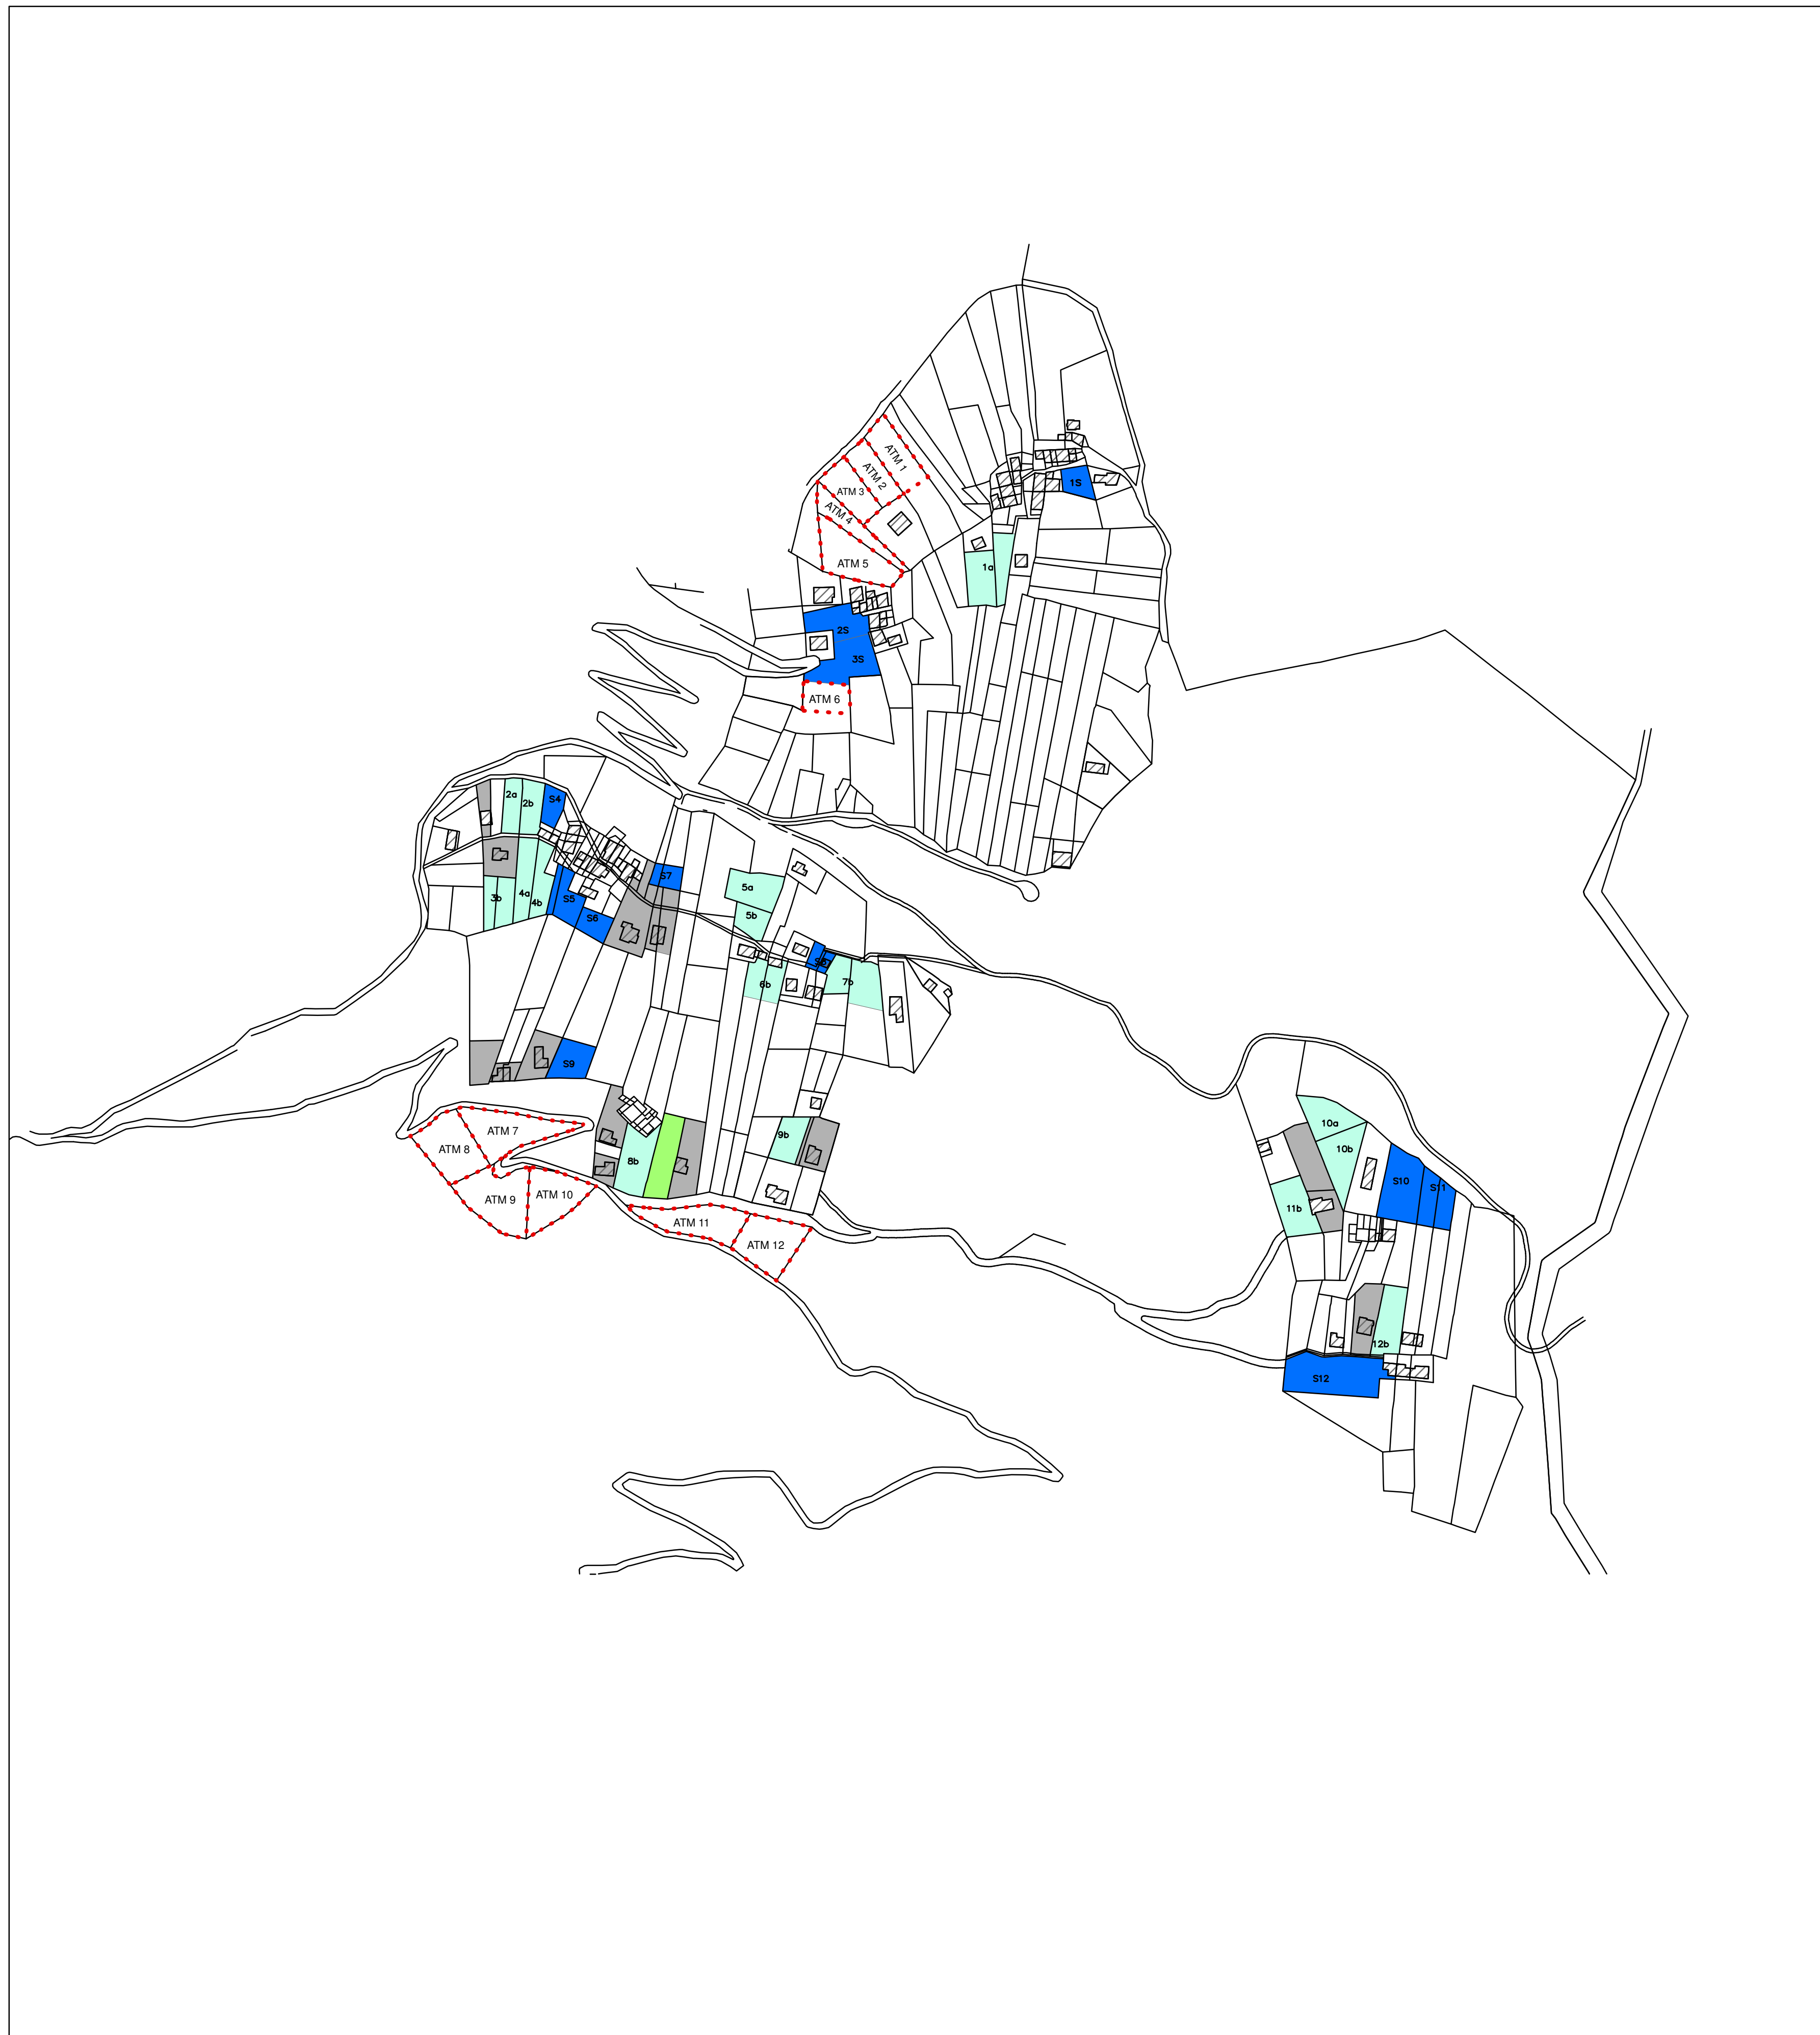 ATM 1
ATM 2
1S
ATM 3
ATM 4
ATM 5
1a
2S
3S
ATM 6
2a
2b
S4
S7
5a
3b
4a
4b
S5
S6
5b
6b
7b
S9
ATM 7
ATM 8
8b
9b
10a
10b
ATM 9
ATM 10
S10
S11
11b
ATM 11
ATM 12
12b
S12